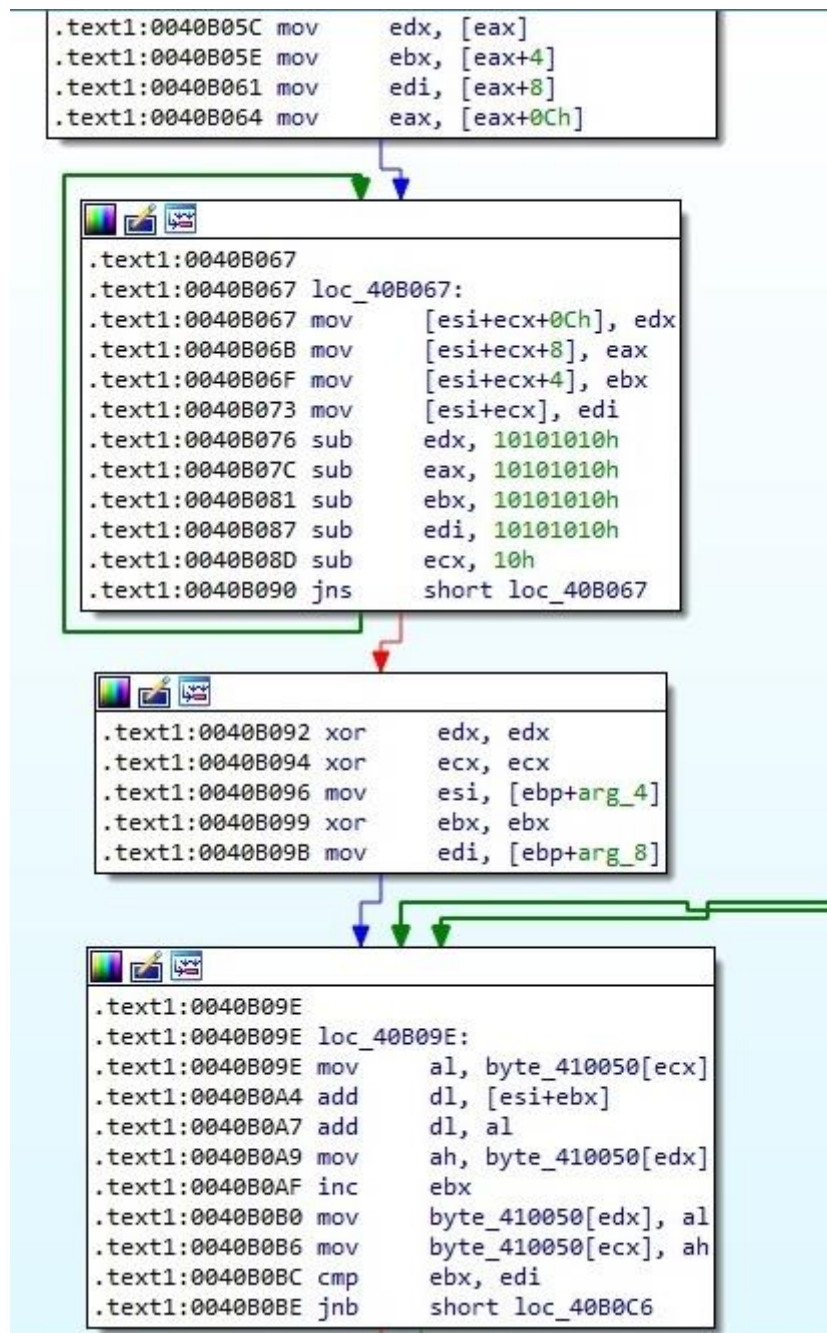 .text1:0040B05C mov edx, [eax]
.text1:0040B05E mov ebx, [eax+4]
.text1:0040B061 mov edi, [eax+8]
.text1:0040B064 mov eax, [eax+0Ch]
.text1:0040B067
.text1:0040B067 loc_40B067:
.text1:0040B067 mov [esi+ecx+0Ch], edx
.text1:0040B06B mov [esi+ecx+8], eax
.text1:0040B06F mov [esi+ecx+4], ebx
.text1:0040B073 mov [esi+ecx], edi
.text1:0040B076 sub edx, 10101010h
.text1:0040B07C sub eax, 10101010h
.text1:0040B081 sub ebx, 10101010h
.text1:0040B087 sub edi, 10101010h
.text1:0040B08D sub ecx, 10h
.text1:0040B090 jns short loc_40B067
.text1:0040B092 xor edx, edx
.text1:0040B094 xor ecx, ecx
.text1:0040B096 mov esi, [ebp+arg_4]
.text1:0040B099 xor ebx, ebx
.text1:0040B09B mov edi, [ebp+arg_8]
.text1:0040B09E
.text1:0040B09E loc_40B09E:
.text1:0040B09E mov al, byte_410050[ecx]
.text1:0040B0A4 add dl, [esi+ebx]
.text1:0040B0A7 add dl, al
.text1:0040B0A9 mov ah, byte_410050[edx]
.text1:0040B0AF inc ebx
.text1:0040B0B0 mov byte_410050[edx], al
.text1:0040B0B6 mov byte_410050[ecx], ah
.text1:0040B0BC cmp ebx, edi
.text1:0040B0BE jnb short loc_40B0C6